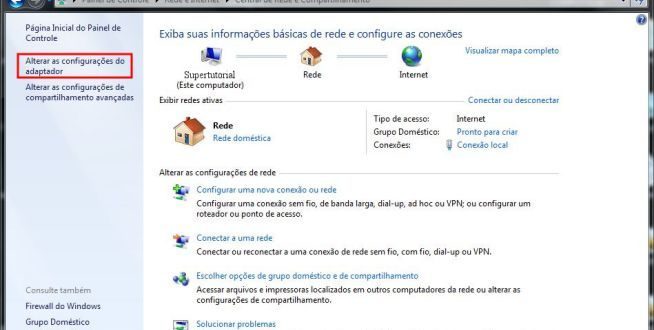 Painel de Controle Rede e Internet Central de Rede e Compartilhamento
Página Inicial do Painel de
Controle
Alterar as configurações do
adaptador
Alterar as configurações de
compartilhamento avançadas
Exiba suas informações básicas de rede e configure as conexões
Visualizar mapa completo
Supertutorial
(Este computador)
Rede
Internet
Exibir redes ativas
Conectar ou desconectar
Rede
Rede doméstica
Tipo de acesso: Internet
Grupo Doméstico: Pronto para criar
Conexões: Conexão local
Alterar as configurações de rede
Configurar uma nova conexão ou rede
Configurar uma conexão sem fio, de banda larga, dial-up, ad hoc ou VPN; ou configurar um
roteador ou ponto de acesso.
Conectar a uma rede
Conectar ou reconectar a uma conexão de rede sem fio, com fio, dial-up ou VPN.
Escolher opções de grupo doméstico e de compartilhamento
Acessar arquivos e impressoras localizados em outros computadores da rede ou alterar as
configurações de compartilhamento.
Solucionar problemas
Consulte também
Firewall do Windows
Grupo Doméstico